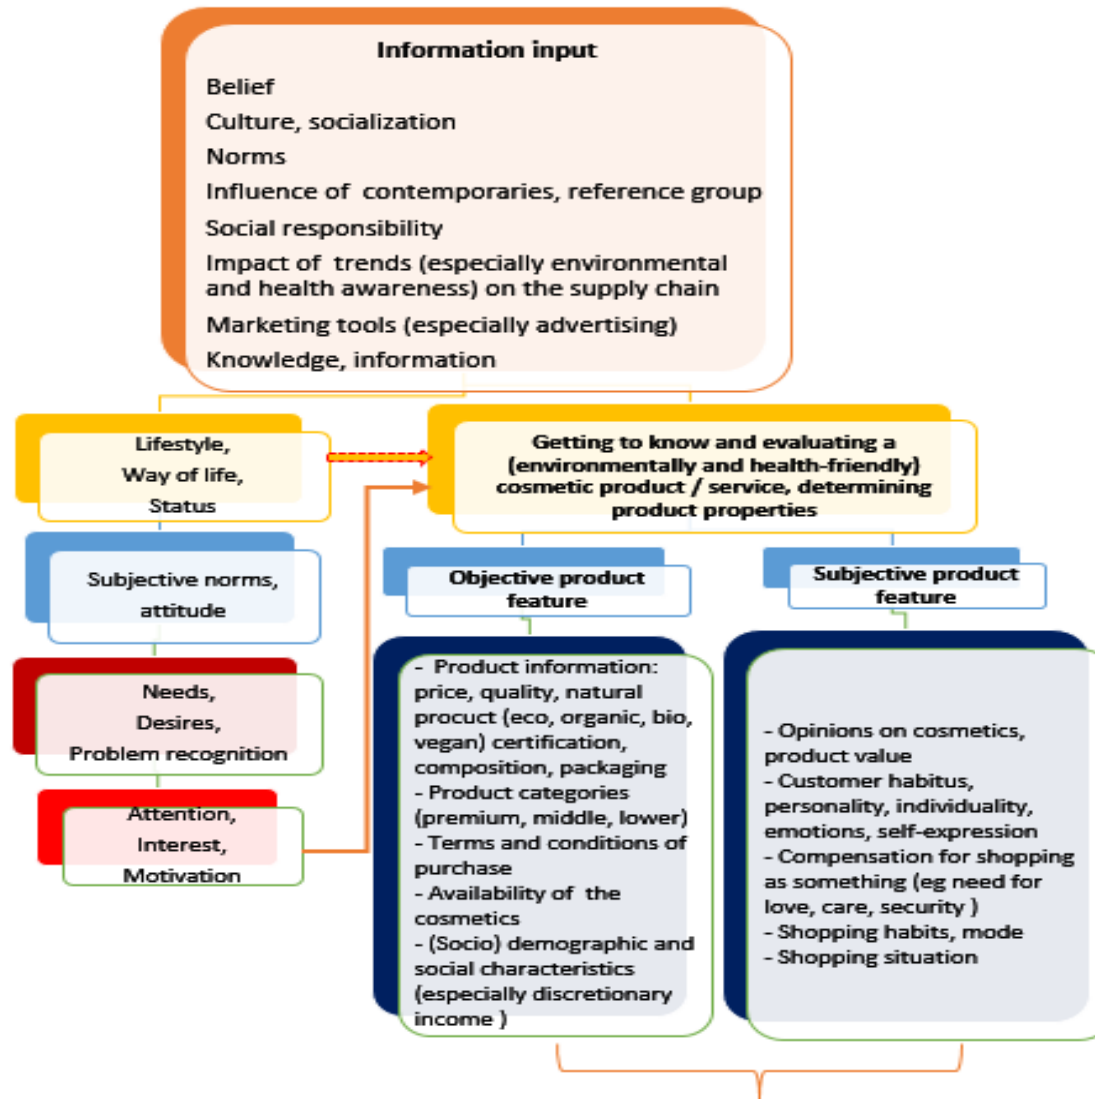 Information input
Belief
Culture, socialization
Norms
Influence of contemporaries, reference group
Social responsibility
Impact of trends (especially environmental
and health awareness) on the supply chain
Marketing tools (especially advertising)
Knowledge, information
Lifestyle,
Way of life,
Status
Getting to know and evaluating a
(environmentally and health-friendly)
cosmetic product / service, determining
product properties
Subjective norms,
attitude
Needs,
Desires,
Problem recognition
Attention,
Interest,
Motivation
Objective product
feature
- Product information:
price, quality, natural
procuct (eco, organic, bio,
vegan) certification,
composition, packaging
- Product categories
(premium, middle, lower)
- Terms and conditions of
purchase
- Availability of the
cosmetics
- (Socio) demographic and
social characteristics
(especially discretionary
income )
Subjective product
feature
- Opinions on cosmetics,
product value
- Customer habitus,
personality, individuality,
emotions, self-expression
- Compensation for shopping
as something (eg need for
love, care, security )
- Shopping habits, mode
- Shopping situation